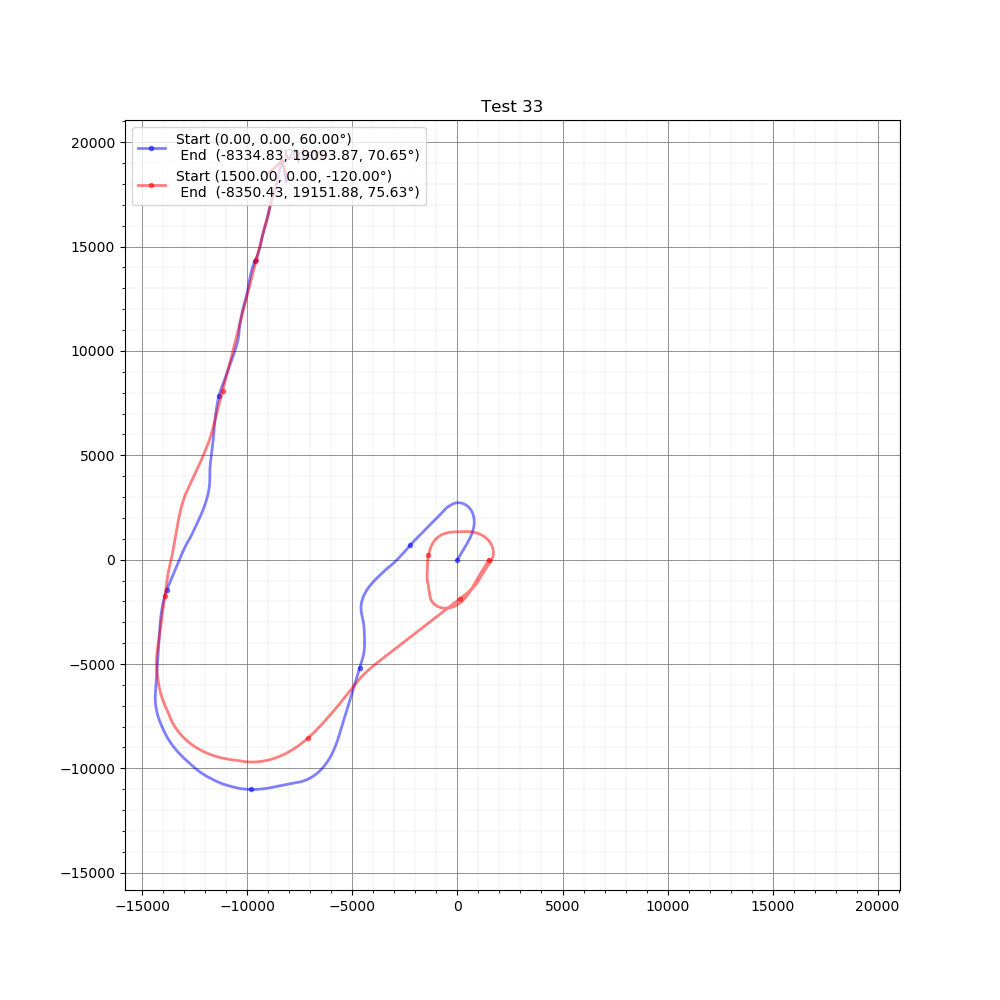 Test 33
Start (0.00, 0.00, 60.00°)
End (-8334.83, 19093.87, 70.65°)
Start (1500.00, 0.00, -120.00°)
End (-8350.43, 19151.88, 75.63°)
20000
15000
10000
5000
0
−5000
−10000
−15000
−15000 −10000 −5000 0 5000 10000 15000 20000